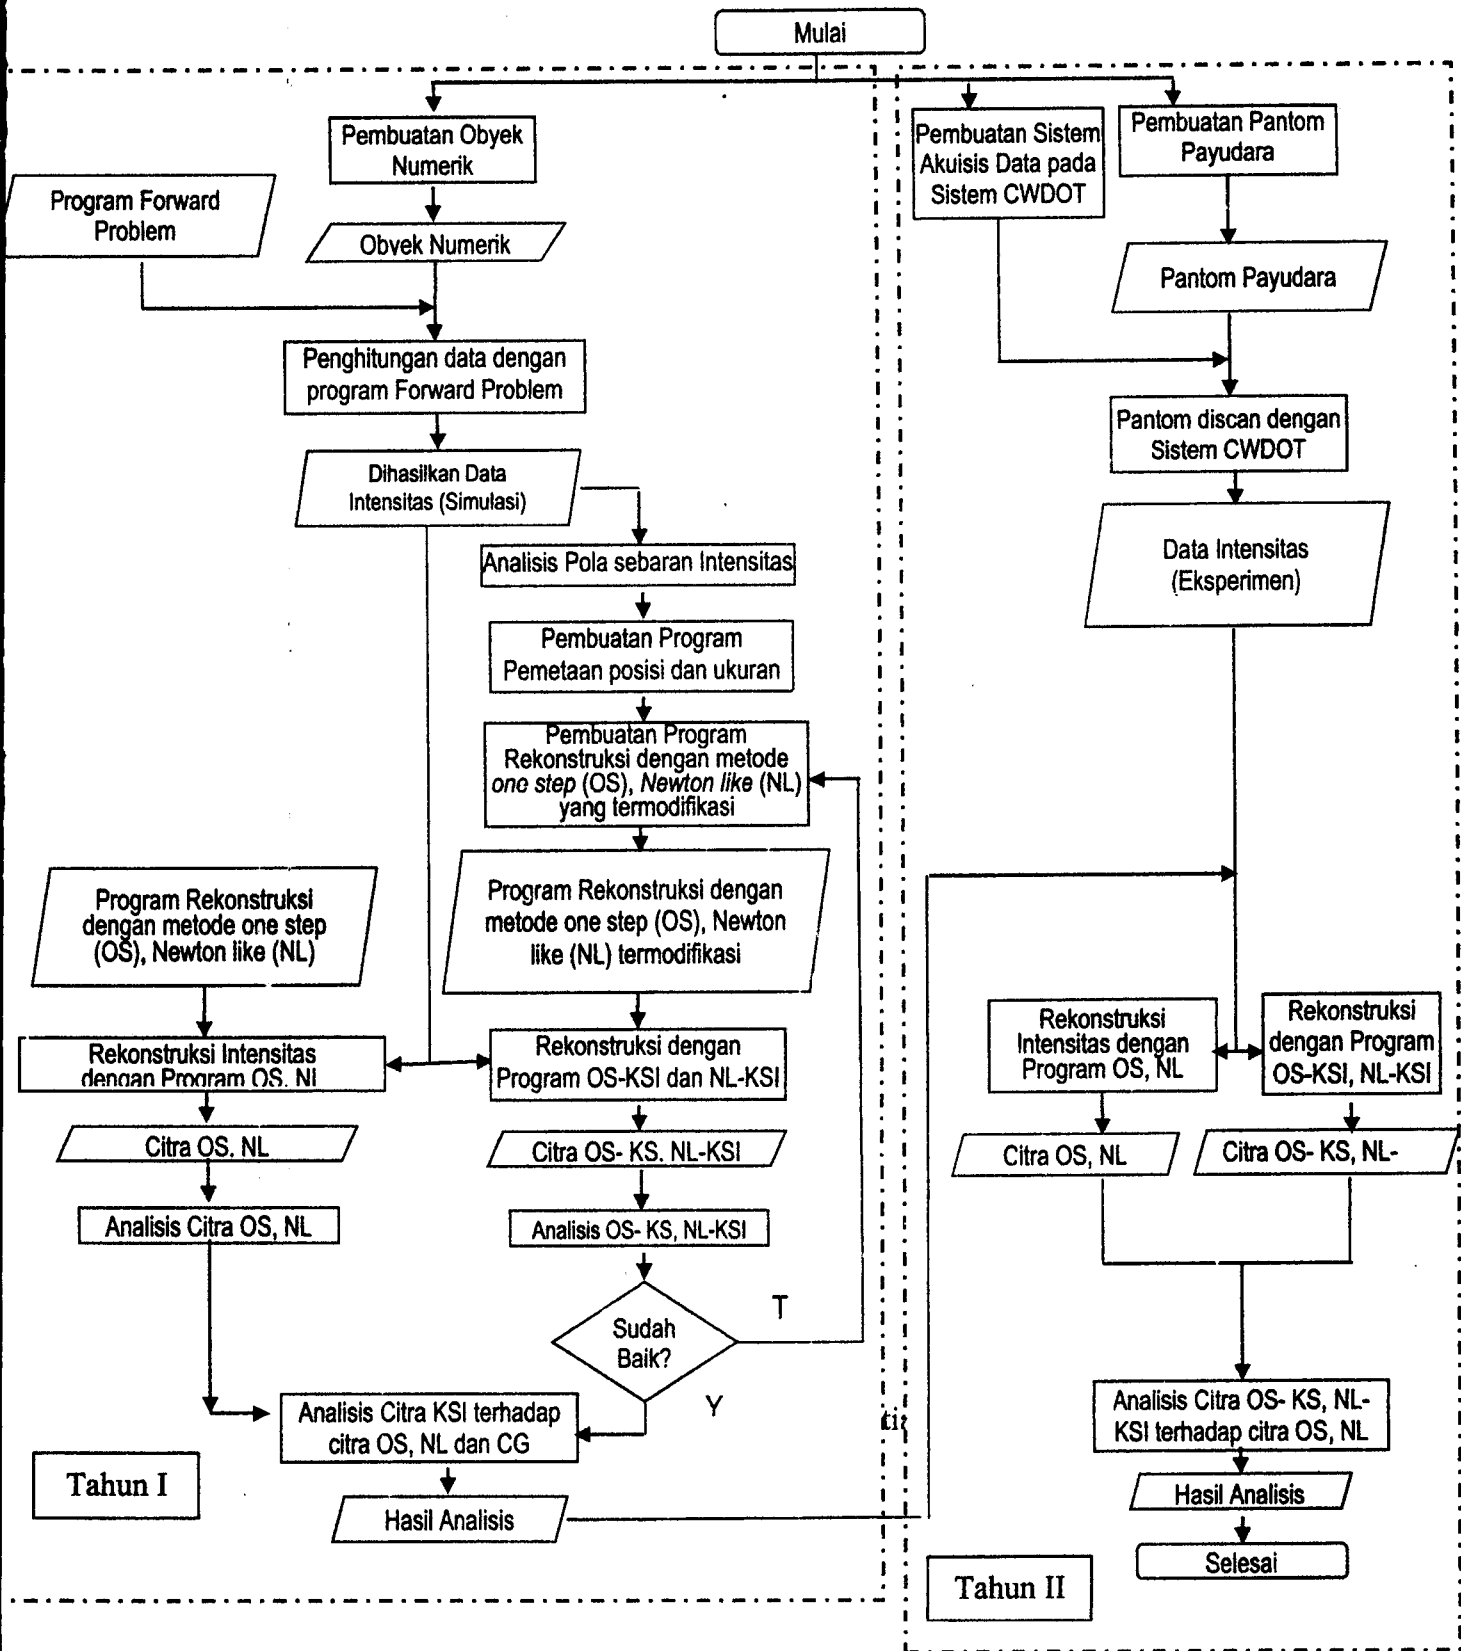 Mulai
Pembuatan Obyek
Numerik
Program Forward
Problem
Obyek Numerik
Penghitungan data dengan
program Forward Problem
Dihasilkan Data
Intensitas (Simulasi)
Analisis Pola sebaran Intensitas
Pembuatan Program
Pemetaan posisi dan ukuran
Pembuatan Program
Rekonstruksi dengan metode
one step (OS), Newton like (NL)
yang termodifikasi
Program Rekonstruksi
dengan metode one step
(OS), Newton like (NL)
Program Rekonstruksi dengan
metode one step (OS), Newton
like (NL) termodifikasi
Rekonstruksi Intensitas
dengan Program OS, NL
Rekonstruksi dengan
Program OS-KSI dan NL-KSI
Citra OS. NL
Citra OS- KS. NL-KSI
Analisis Citra OS, NL
Analisis OS- KS, NL-KSI
Sudah
Baik?
T
Y
Analisis Citra KSI terhadap
citra OS, NL dan CG
Hasil Analisis
Tahun I
Pembuatan Sistem
Akuisis Data pada
Sistem CWDOT
Pembuatan Pantom
Payudara
Pantom Payudara
Pantom discan dengan
Sistem CWDOT
Data Intensitas
(Eksperimen)
Rekonstruksi
Intensitas dengan
Program OS, NL
Rekonstruksi
dengan Program
OS-KSI, NL-KSI
Citra OS, NL
Citra OS- KS, NL-
Analisis Citra OS- KS, NL-
KSI terhadap citra OS, NL
Hasil Analisis
Selesai
Tahun II